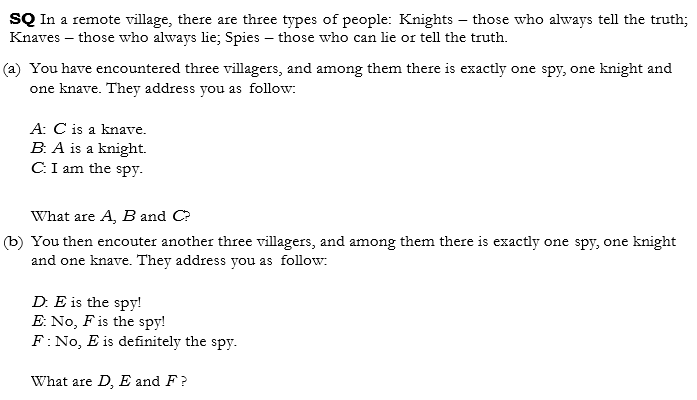 SQ In a remote village, there are three types of people: Knights – those who always tell the truth;
Knaves – those who always lie; Spies – those who can lie or tell the truth.
(a) You have encountered three villagers, and among them there is exactly one spy, one knight and
one knave. They address you as follow:
A: C is a knave.
B: A is a knight.
C: I am the spy.
What are A, B and C?
(b) You then encouter another three villagers, and among them there is exactly one spy, one knight
and one knave. They address you as follow:
D: E is the spy!
E: No, F is the spy!
F : No, E is definitely the spy.
What are D, E and F ?